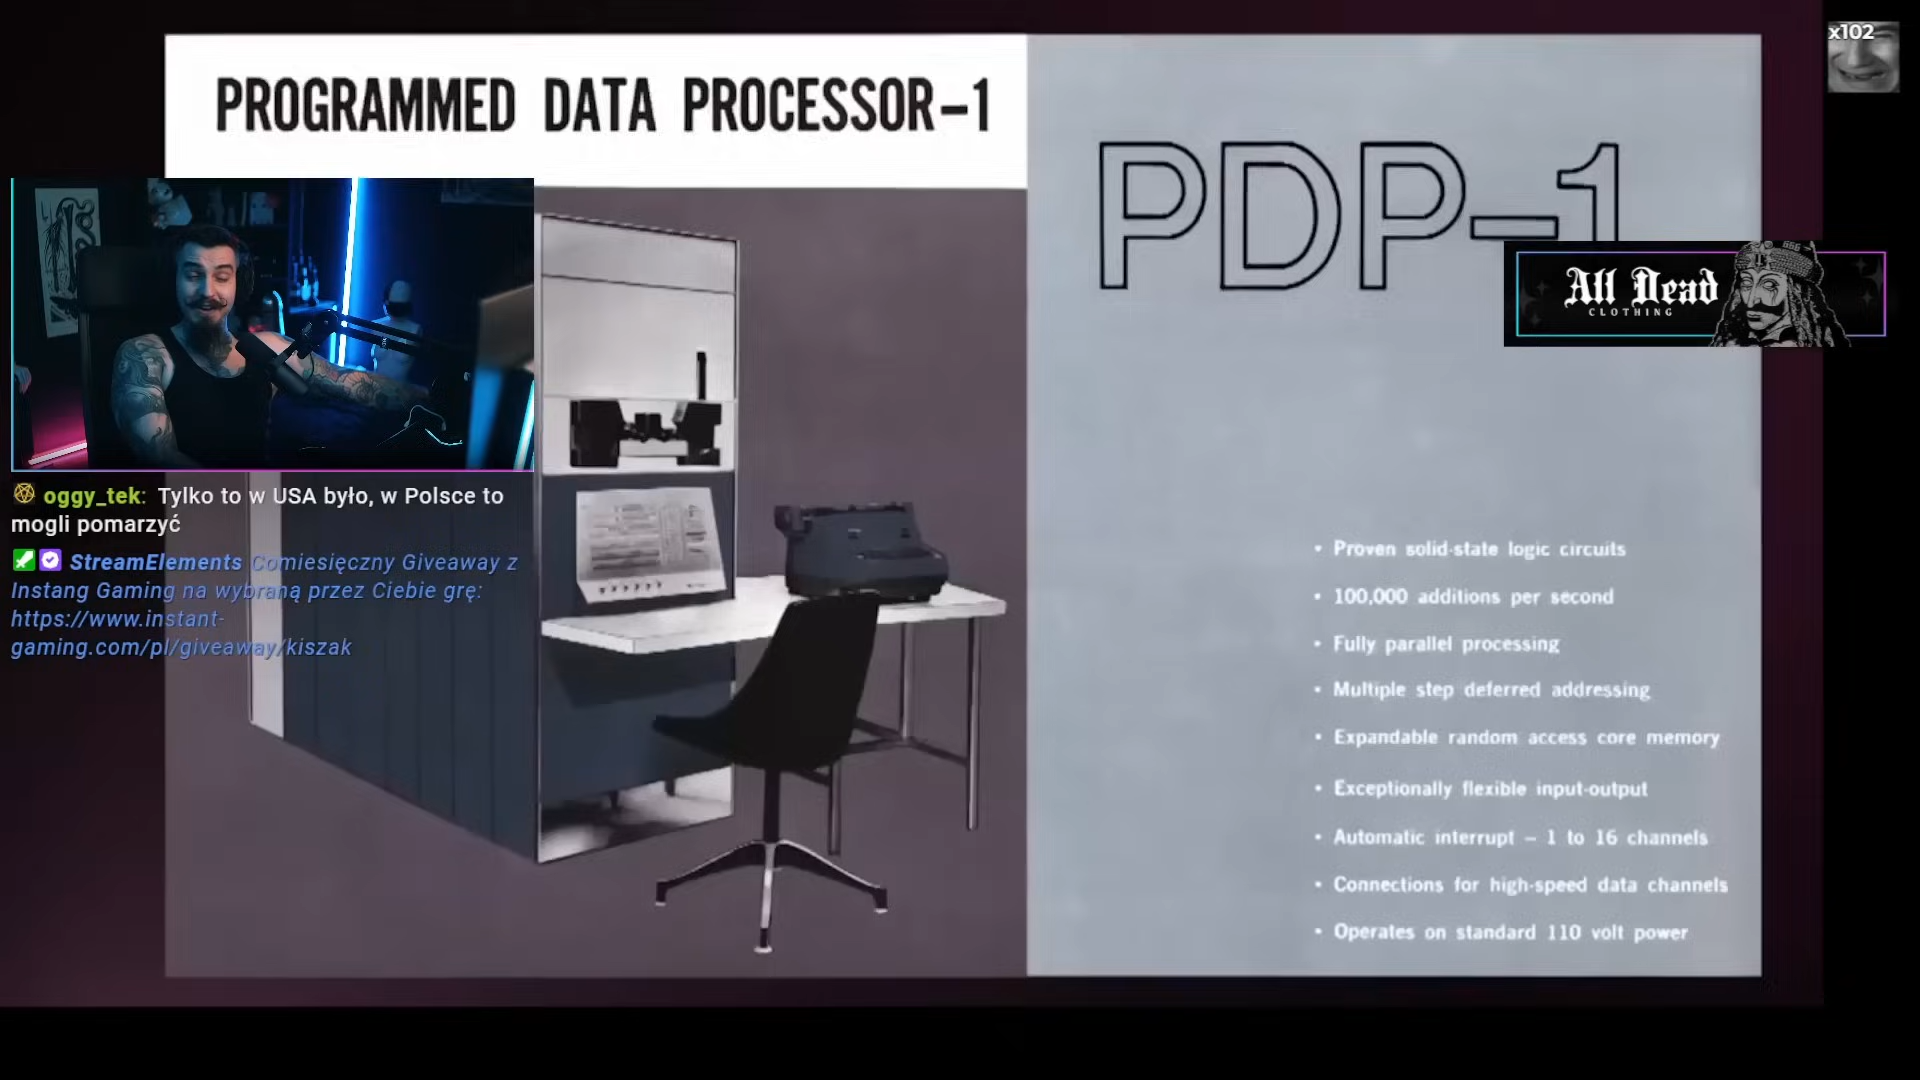 PROGRAMMED DATA PROCESSOR-1
x102
PDP-1
All Dead
CLOTHING
oggy_tek: Tylko to w USA było, w Polsce to
mogli pomarzyć
StreamElements Comiesięczny Giveaway z
Instang Gaming na wybraną przez Ciebie grę:
https://www.instant-
gaming.com/pl/giveaway/kiszak
• Proven solid-state logic circuits
• 100,000 additions per second
• Fully parallel processing
• Multiple step deferred addressing
• Expandable random access core memory
• Exceptionally flexible input-output
• Automatic interrupt – 1 to 16 channels
• Connections for high-speed data channels
• Operates on standard 110 volt power